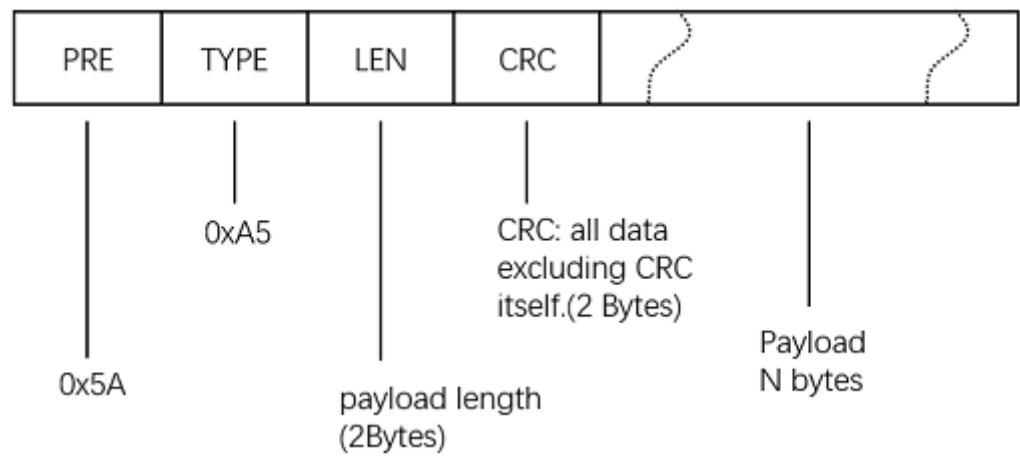 PRE TYPE LEN CRC
0xA5
CRC: all data
excluding CRC
itself.(2 Bytes)
0x5A
payload length
(2Bytes)
Payload
N bytes